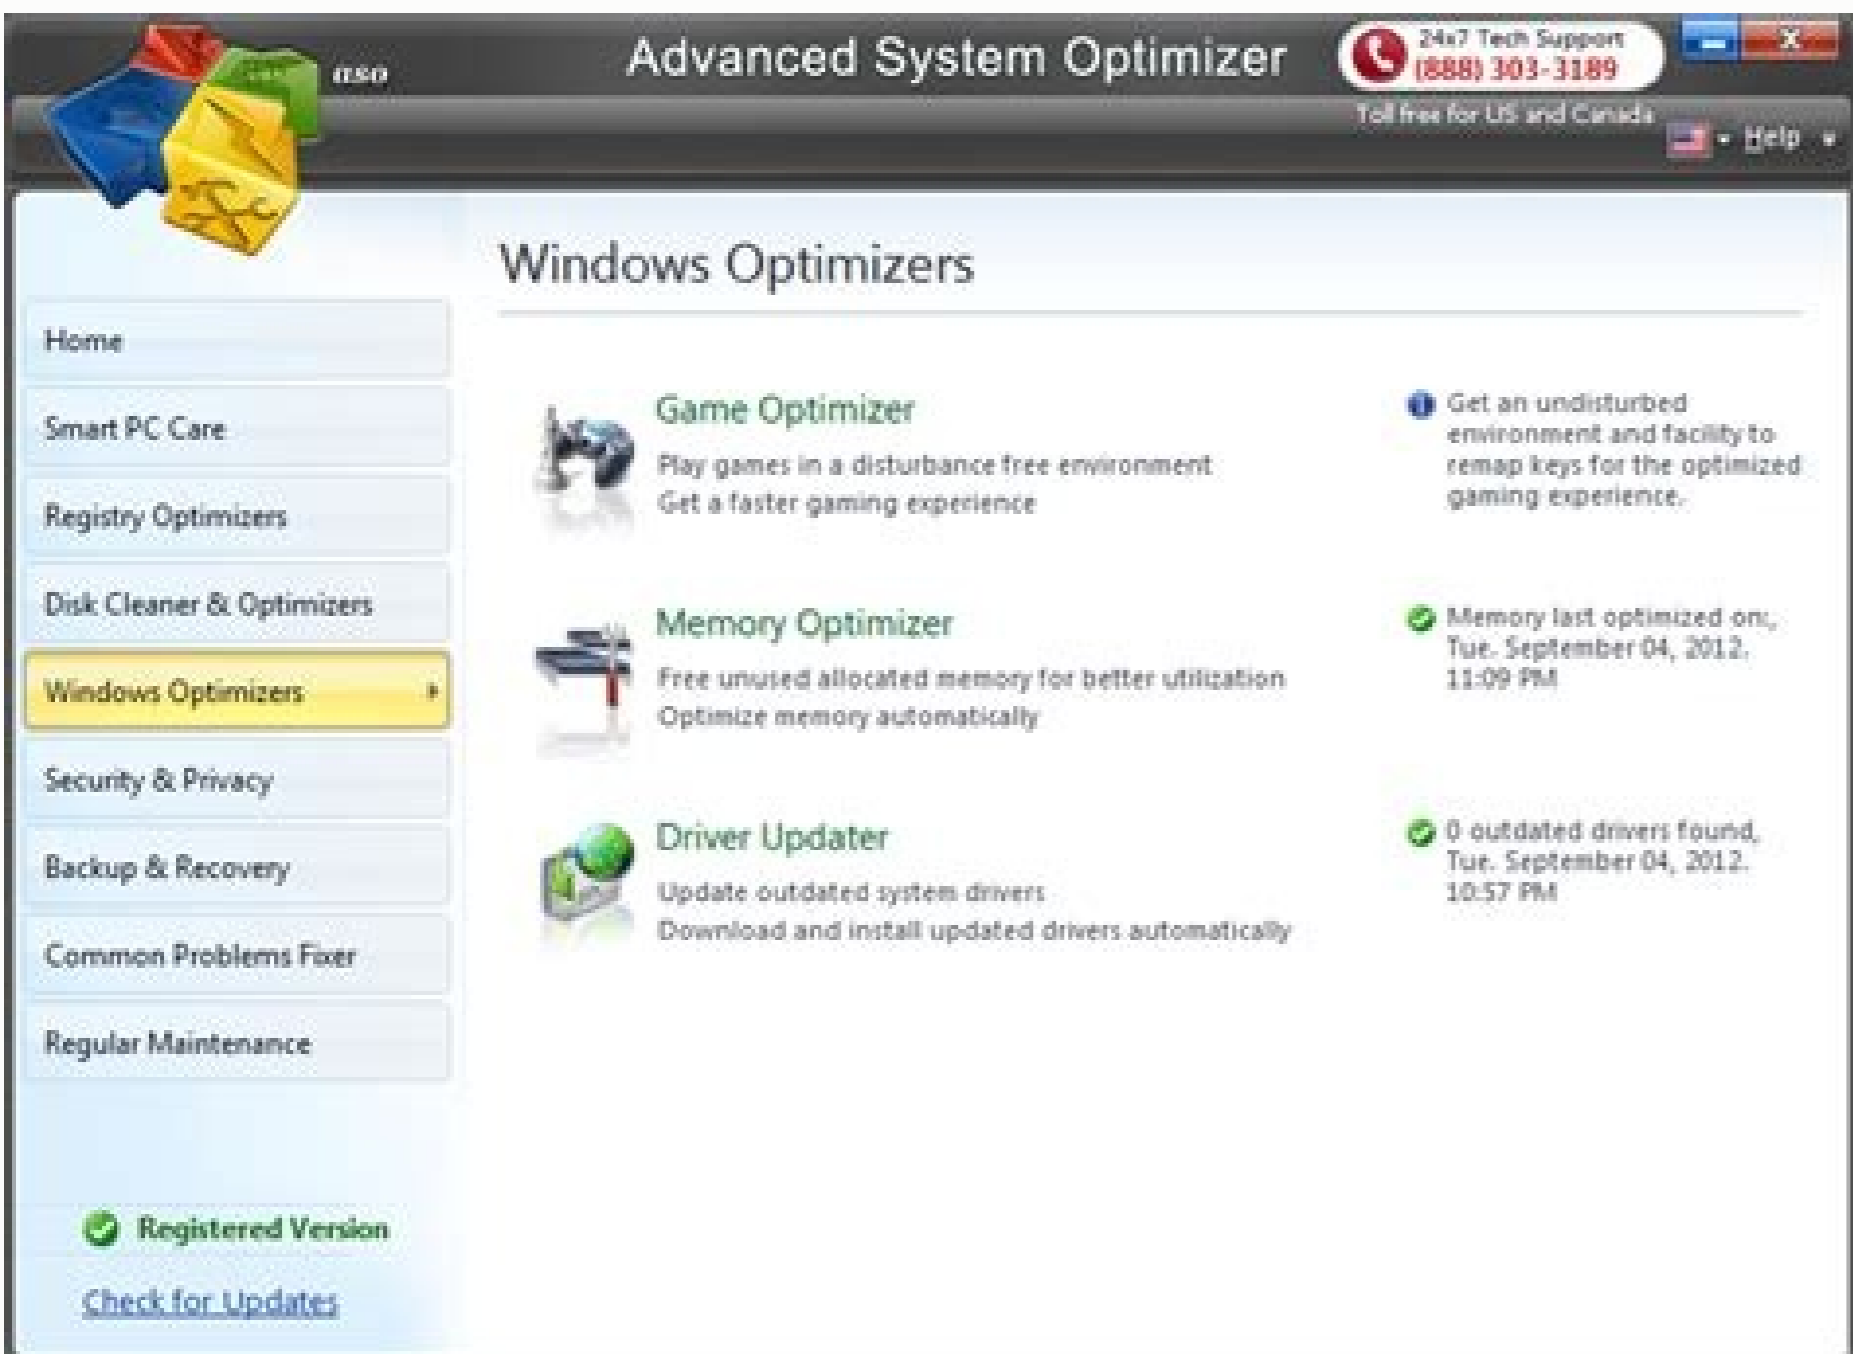 aso
Advanced System Optimizer
24x7 Tech Support
(888) 303-3189
Toll free for US and Canada
Help
Windows Optimizers
Home
Smart PC Care
Registry Optimizers
Disk Cleaner & Optimizers
Windows Optimizers
Security & Privacy
Backup & Recovery
Common Problems Fixer
Regular Maintenance
Registered Version
Check for Updates
Game Optimizer
Play games in a disturbance free environment
Get a faster gaming experience
Get an undisturbed
environment and facility to
remap keys for the optimized
gaming experience.
Memory Optimizer
Free unused allocated memory for better utilization
Optimize memory automatically
Memory last optimized on:,
Tue. September 04, 2012.
11:09 PM
Driver Updater
Update outdated system drivers
Download and install updated drivers automatically
0 outdated drivers found,
Tue. September 04, 2012.
10:57 PM